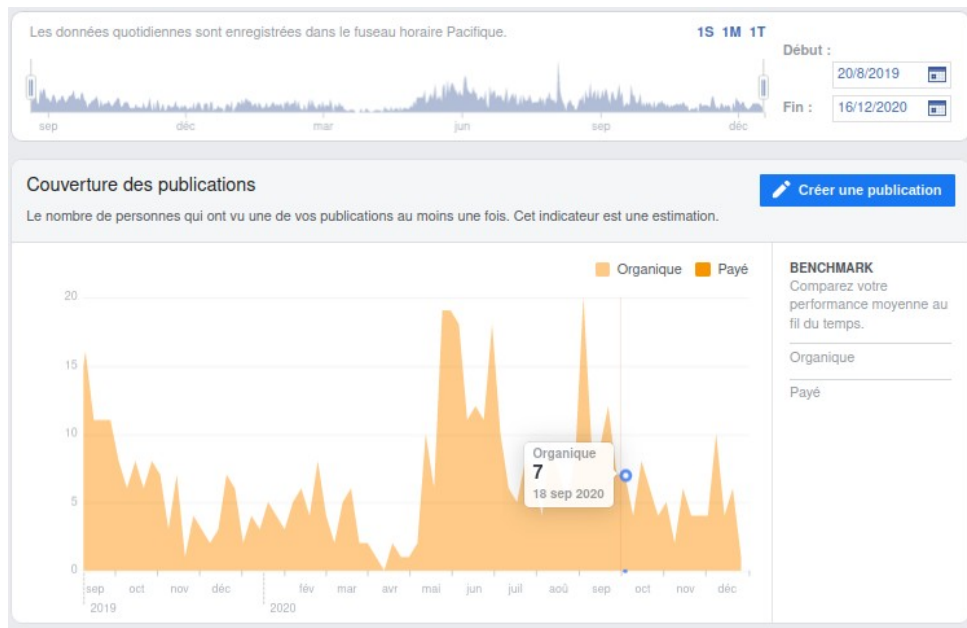 Les données quotidiennes sont enregistrées dans le fuseau horaire Pacifique.
1S 1M 1T
Début :
20/8/2019
Fin :
16/12/2020
sep déc mar jun sep déc
Couverture des publications
Créer une publication
Le nombre de personnes qui ont vu une de vos publications au moins une fois. Cet indicateur est une estimation.
Organique Payé
20
15
10
5
0
Organique
7
18 sep 2020
sep oct nov déc fév mar avr mai jun juil aoû sep oct nov déc
2019 2020
BENCHMARK
Comparez votre
performance moyenne au
fil du temps.
Organique
Payé